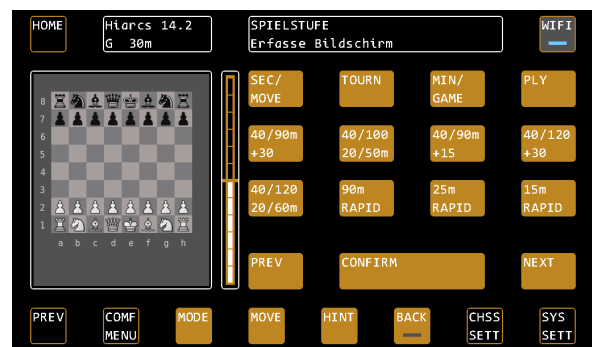 HOME
Hiarcs 14.2
G 30m
SPIELSTUFE
Erfasse Bildschirm
WIFI
SEC/
MOVE
TOURN
MIN/
GAME
PLY
40/90m
+30
40/100
20/50m
40/90m
+15
40/120
+30
40/120
20/60m
90m
RAPID
25m
RAPID
15m
RAPID
PREV
CONFIRM
NEXT
8
7
6
5
4
3
2
1
a b c d e f g h
PREV
COMF
MENU
MODE
MOVE
HINT
BACK
CHSS
SETT
SYS
SETT